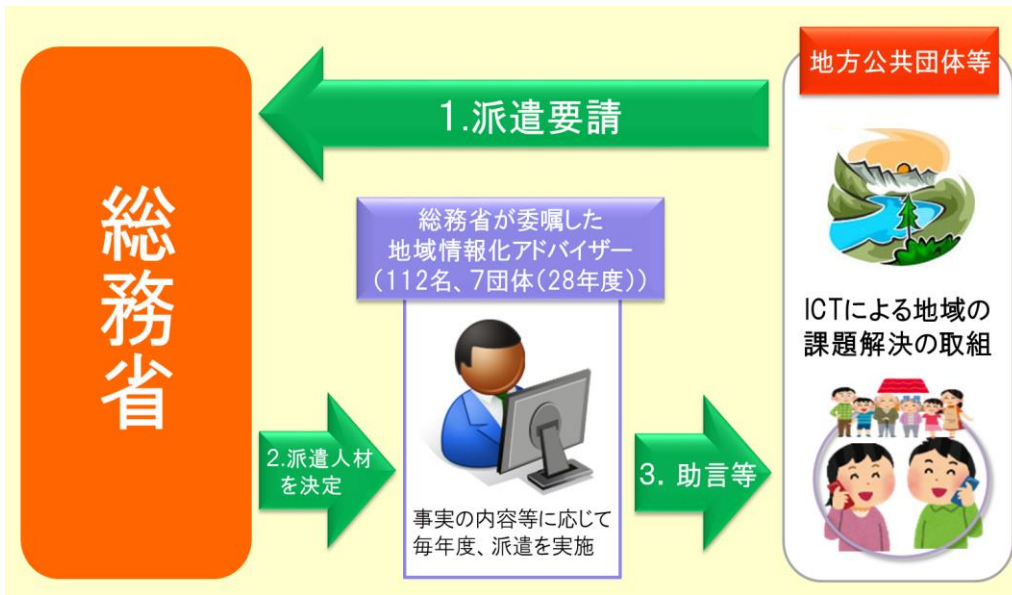 地方公共団体等
1.派遣要請
総務省
総務省が委嘱した
地域情報化アドバイザー
(112名、7団体(28年度))
ICTによる地域の
課題解決の取組
2.派遣人材
を決定
3. 助言等
事実の内容等に応じて
毎年度、派遣を実施